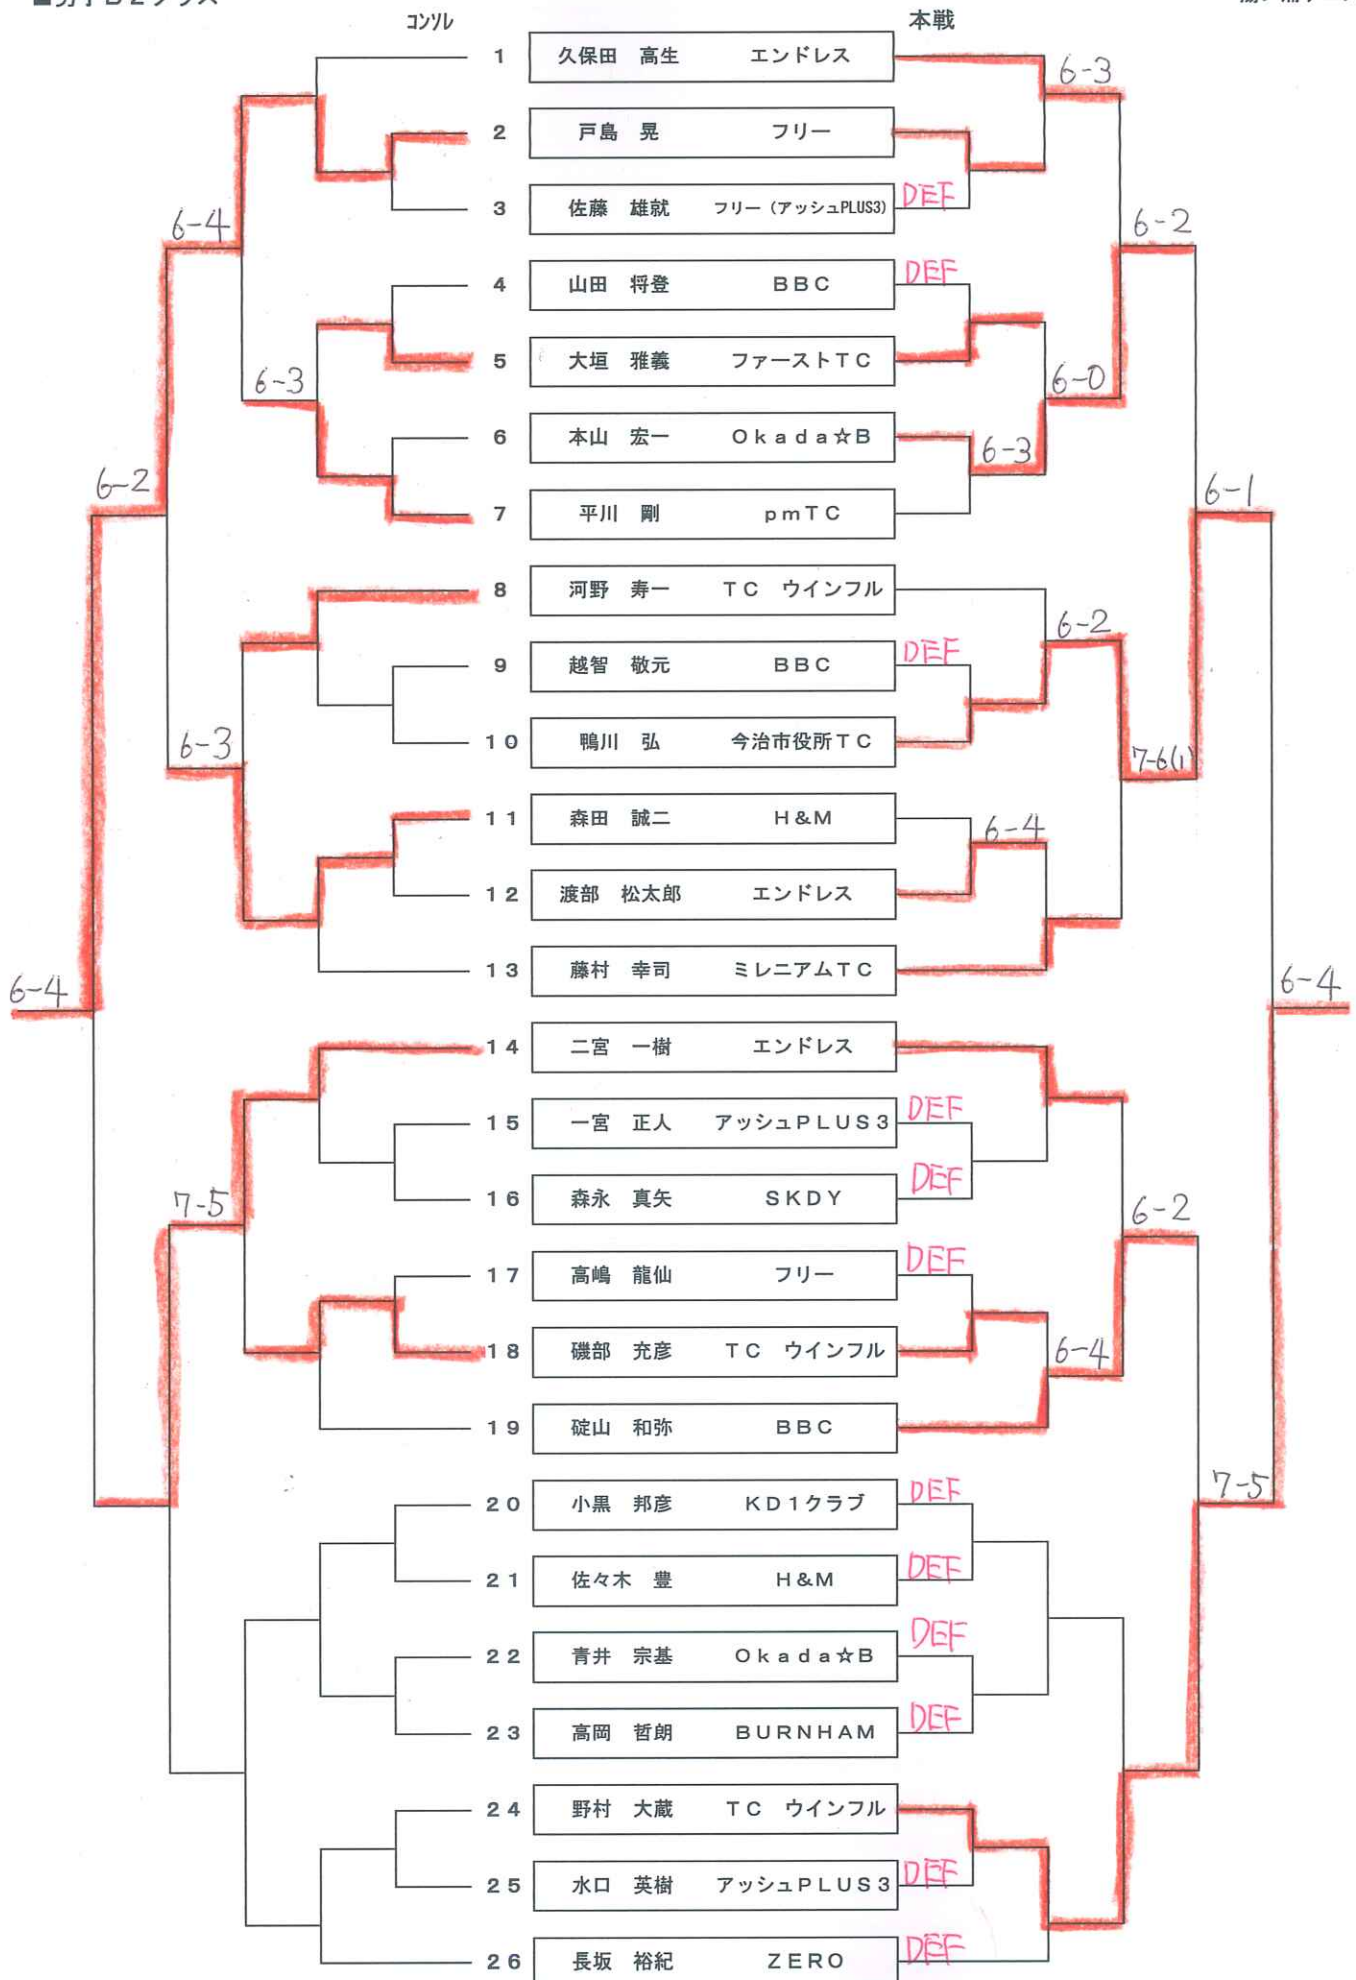 コンソル 本戦
1 久保田 高生 エンドレス
6-3
2 戸島 晃 フリー
3 佐藤 雄就 フリー（アッシュPLUS3） DEF
6-4 6-2
4 山田 将登 BBC DEF
5 大垣 雅義 ファーストTC
6-3 6-0
6 本山 宏一 Okada☆B
6-3
6-2 6-1
7 平川 剛 pmTC
8 河野 寿一 TC ウインフル
6-2
9 越智 敬元 BBC DEF
10 鴨川 弘 今治市役所TC
6-3 7-6(1)
11 森田 誠二 H&M
6-4
12 渡部 松太郎 エンドレス
13 藤村 幸司 ミレニアムTC
6-4 6-4
14 二宮 一樹 エンドレス
15 一宮 正人 アッシュPLUS3 DEF
16 森永 真矢 SKDY DEF
7-5 6-2
17 高嶋 龍仙 フリー DEF
18 磯部 充彦 TC ウインフル
6-4
19 碇山 和弥 BBC
7-5
20 小黒 邦彦 KD1クラブ DEF
21 佐々木 豊 H&M DEF
22 青井 宗基 Okada☆B DEF
23 高岡 哲朗 BURNHAM DEF
24 野村 大蔵 TC ウインフル
25 水口 英樹 アッシュPLUS3 DEF
26 長坂 裕紀 ZERO DEF